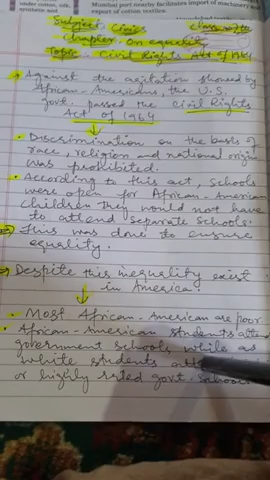 under cotton, silk,
synthetic and
Mumbai port nearby facilitates import of machinery and
export of cotton textiles.
Subject Civics
Chapter On equality
Topic Civil Rights Act of 1964
Against the agitation showed by
African-Americans, the U.S.
govt. passed the Civil Rights
Act of 1964
Discrimination on the basis of
race, religion and national origin
was prohibited.
According to this act, schools
were open for African-American
children They would not have
to attend separate schools.
This was done to ensure
equality.
Despite this inequality exist
in America
Most African-American are poor.
African-American students
government schools while as
white students
or highly rated govt. schools